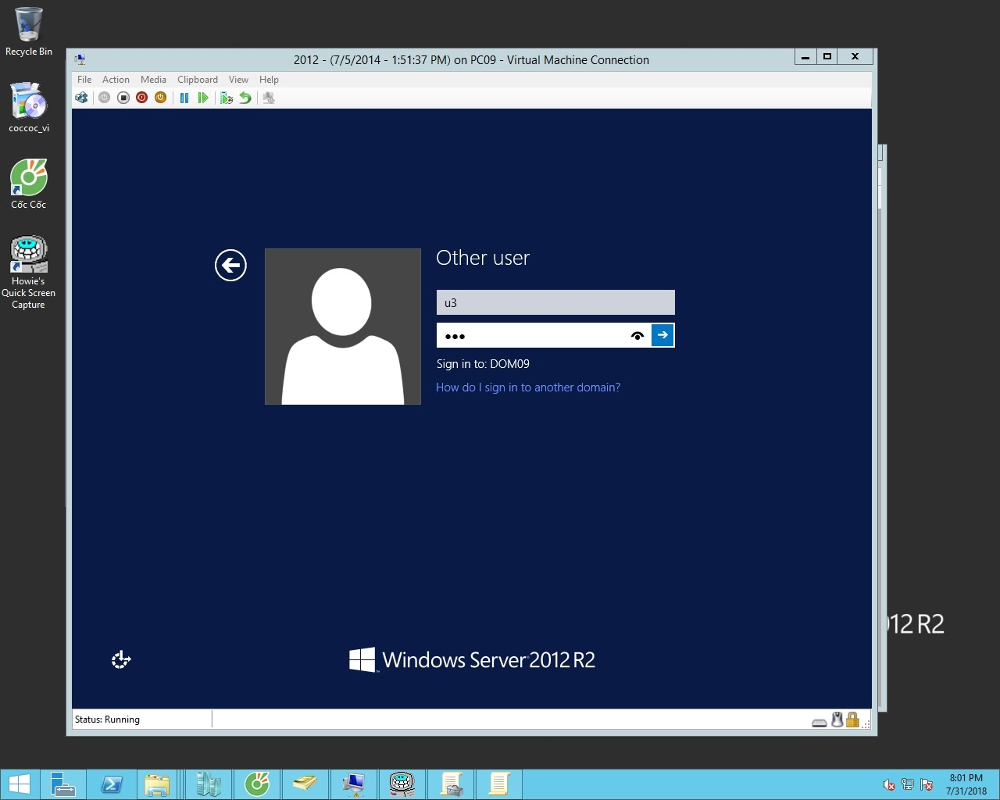 Recycle Bin
coccoc_vi
Cốc Cốc
Howie's
Quick Screen
Capture
2012 - (7/5/2014 - 1:51:37 PM) on PC09 - Virtual Machine Connection
File Action Media Clipboard View Help
Other user
u3
Sign in to: DOM09
How do I sign in to another domain?
Windows Server 2012 R2
12 R2
Status: Running
8:01 PM
7/31/2018